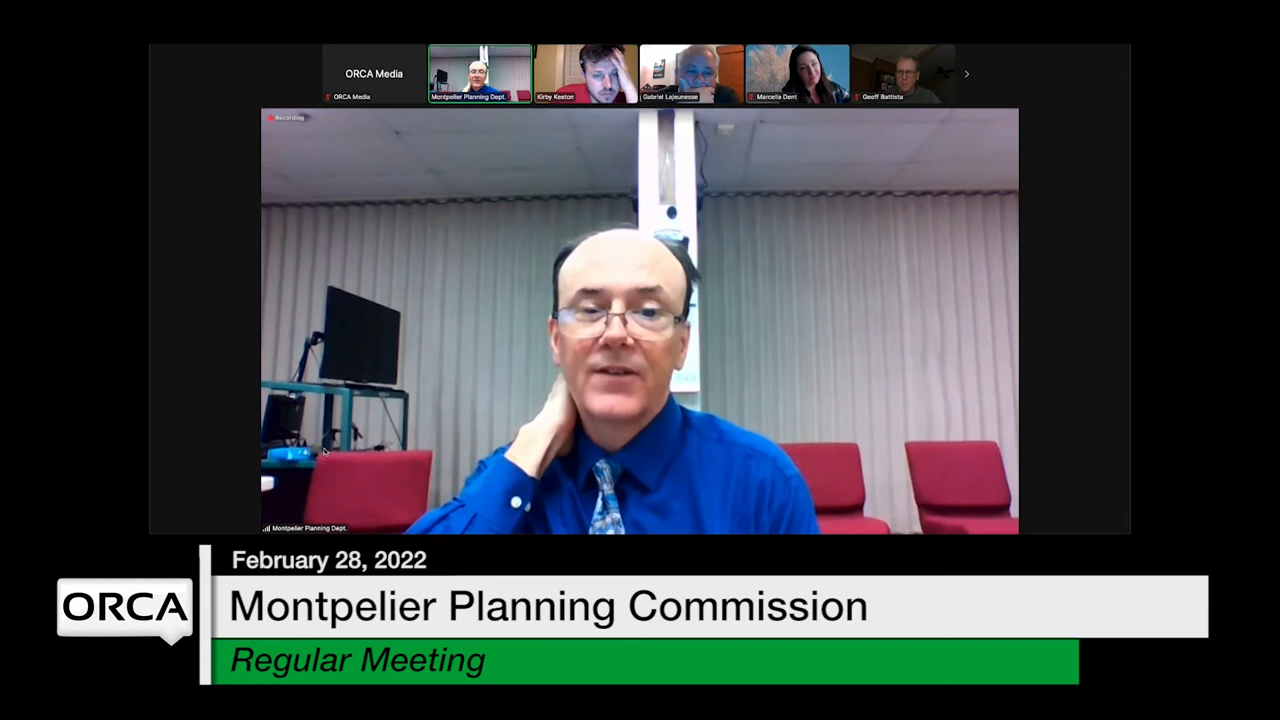 ORCA Media
ORCA Media
Montpelier Planning Dept.
Kirby Keeton
Gabriel Lajeunesse
Marcella Dent
Geoff Battista
Recording
Montpelier Planning Dept.
February 28, 2022
ORCA
Montpelier Planning Commission
Regular Meeting